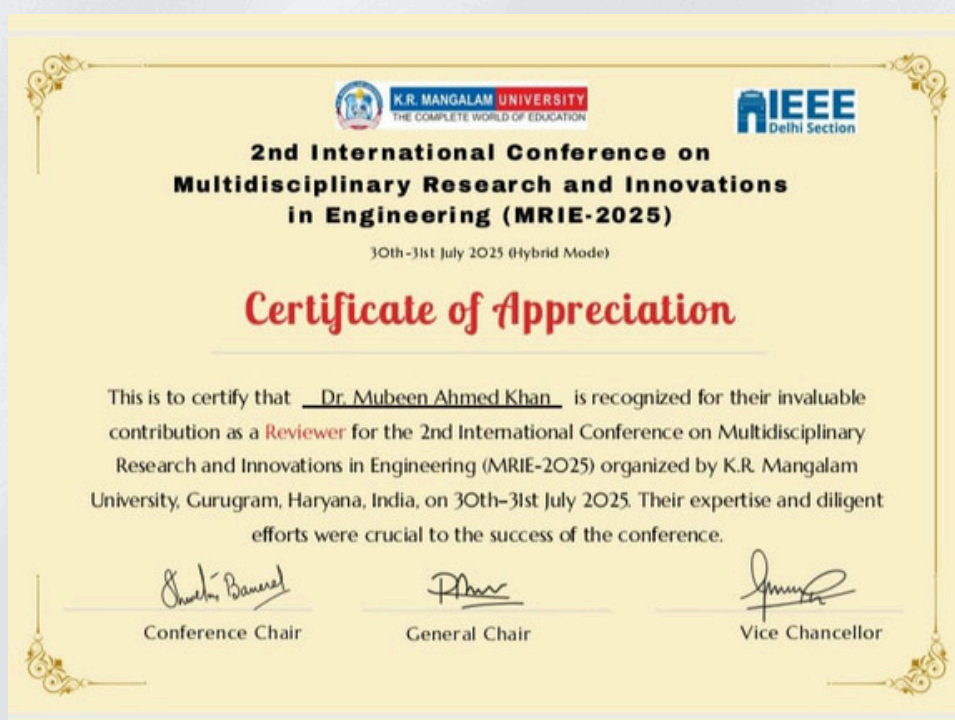 K.R. MANGALAM UNIVERSITY
THE COMPLETE WORLD OF EDUCATION
IEEE
Delhi Section
2nd International Conference on
Multidisciplinary Research and Innovations
in Engineering (MRIE-2025)
30th-31st July 2025 (Hybrid Mode)
Certificate of Appreciation
This is to certify that Dr. Mubeen Ahmed Khan is recognized for their invaluable
contribution as a Reviewer for the 2nd International Conference on Multidisciplinary
Research and Innovations in Engineering (MRIE-2025) organized by K.R. Mangalam
University, Gurugram, Haryana, India, on 30th-31st July 2025. Their expertise and diligent
efforts were crucial to the success of the conference.
Conference Chair
General Chair
Vice Chancellor